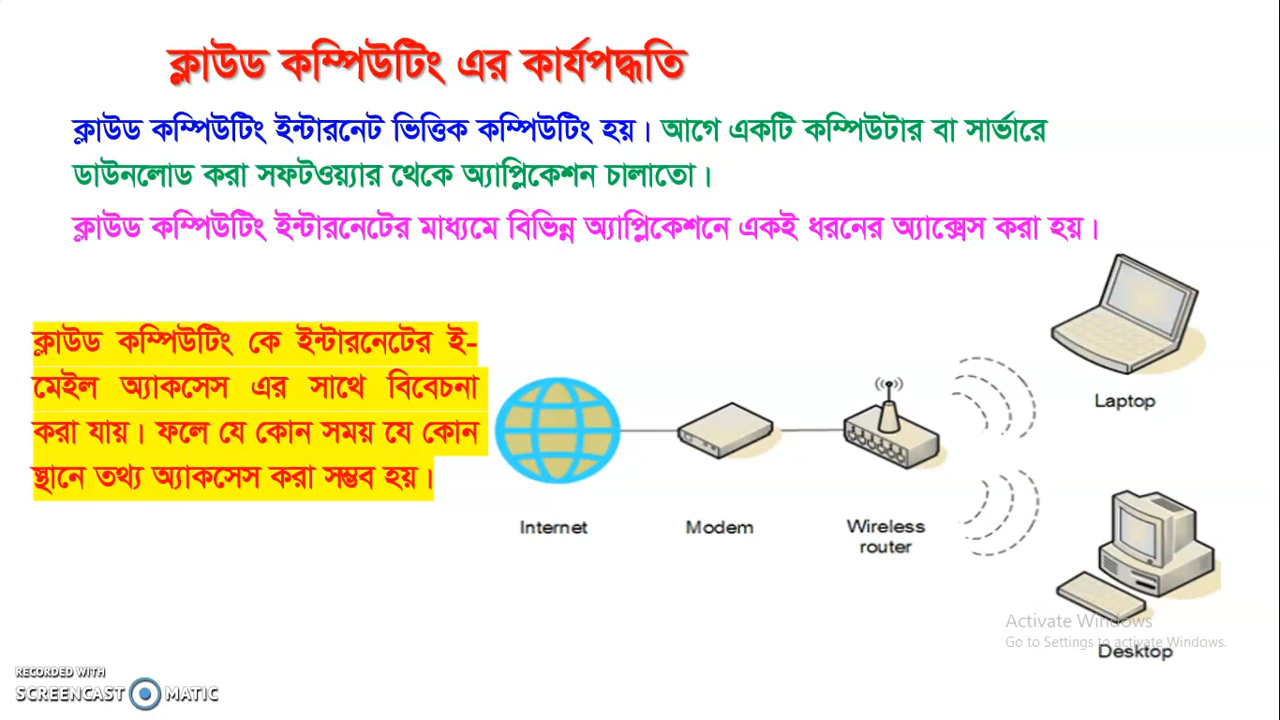 ক্লাউড কম্পিউটিং এর কার্যপদ্ধতি
ক্লাউড কম্পিউটিং ইন্টারনেট ভিত্তিক কম্পিউটিং হয়। আগে একটি কম্পিউটার বা সার্ভারে
ডাউনলোড করা সফটওয়্যার থেকে অ্যাপ্লিকেশন চালাতো।
ক্লাউড কম্পিউটিং ইন্টারনেটের মাধ্যমে বিভিন্ন অ্যাপ্লিকেশনে একই ধরনের অ্যাক্সেস করা হয়।
ক্লাউড কম্পিউটিং কে ইন্টারনেটের ই-
মেইল অ্যাকসেস এর সাথে বিবেচনা
করা যায়। ফলে যে কোন সময় যে কোন
স্থানে তথ্য অ্যাকসেস করা সম্ভব হয়।
Internet
Modem
Wireless
router
Laptop
Desktop
Activate Windows
Go to Settings to activate Windows.
RECORDED WITH
SCREENCAST MATIC